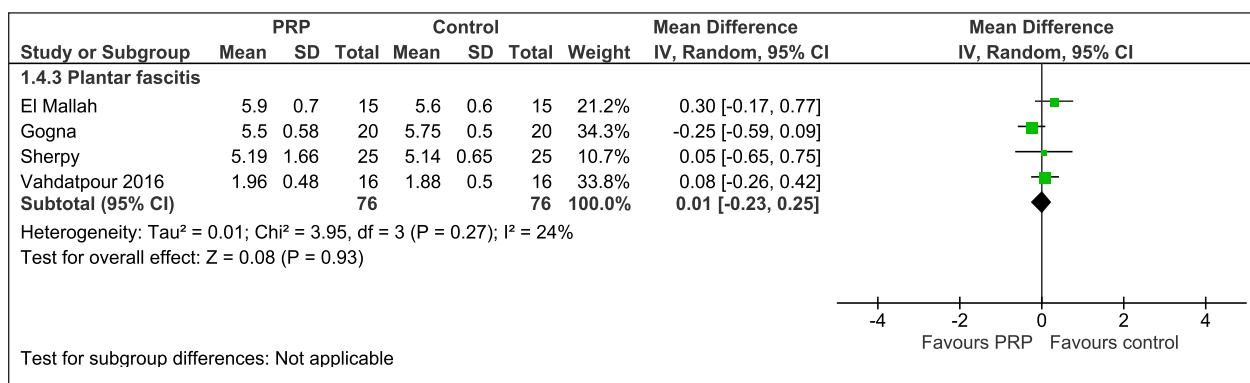 PRP Control Mean Difference Mean Difference
Study or Subgroup Mean SD Total Mean SD Total Weight IV, Random, 95% CI IV, Random, 95% CI
1.4.3 Plantar fascitis
El Mallah 5.9 0.7 15 5.6 0.6 15 21.2% 0.30 [-0.17, 0.77]
Gogna 5.5 0.58 20 5.75 0.5 20 34.3% -0.25 [-0.59, 0.09]
Sherpy 5.19 1.66 25 5.14 0.65 25 10.7% 0.05 [-0.65, 0.75]
Vahdatpour 2016 1.96 0.48 16 1.88 0.5 16 33.8% 0.08 [-0.26, 0.42]
Subtotal (95% CI) 76 76 100.0% 0.01 [-0.23, 0.25]
Heterogeneity: Tau² = 0.01; Chi² = 3.95, df = 3 (P = 0.27); I² = 24%
Test for overall effect: Z = 0.08 (P = 0.93)
-4 -2 0 2 4
Favours PRP Favours control
Test for subgroup differences: Not applicable